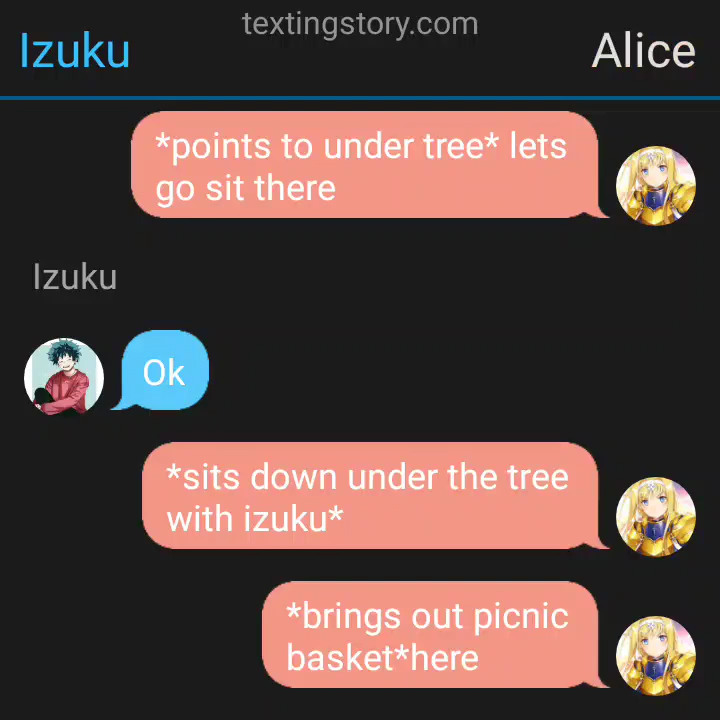 textingstory.com
Izuku
Alice
*points to under tree* lets
go sit there
Izuku
Ok
*sits down under the tree
with izuku*
*brings out picnic
basket*here